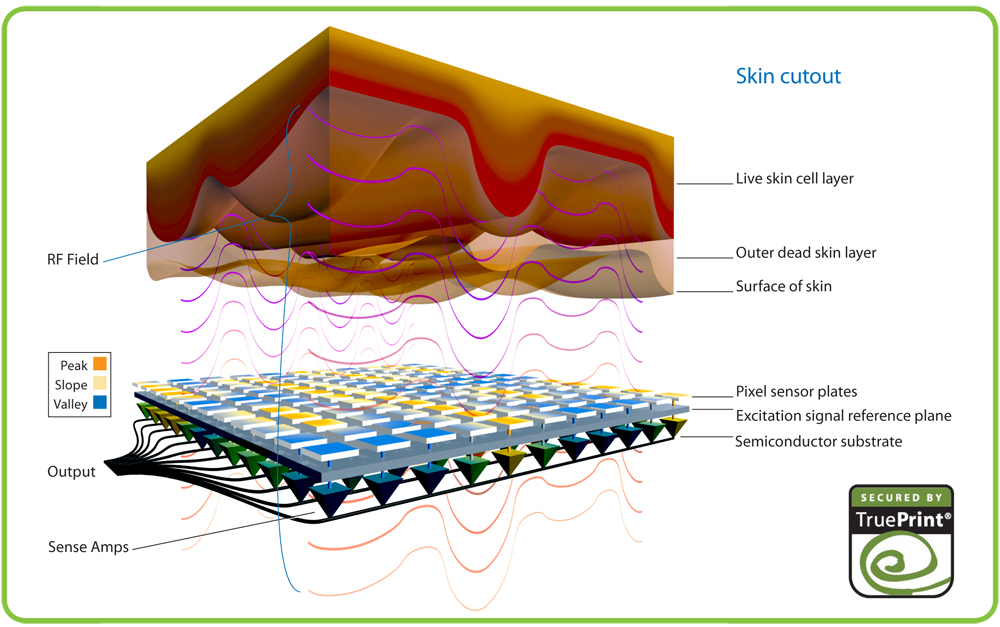 Skin cutout
Live skin cell layer
Outer dead skin layer
RF Field
Surface of skin
Peak
Slope
Valley
Pixel sensor plates
Excitation signal reference plane
Semiconductor substrate
Output
Sense Amps
SECURED BY
TruePrint®